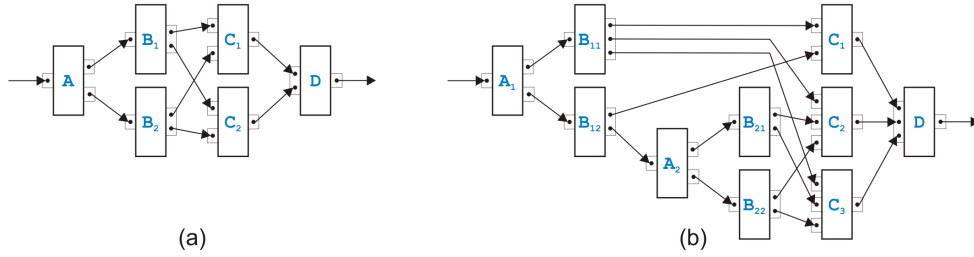 A
B₁
B₂
C₁
C₂
D
(a)
A₁
B₁₁
B₁₂
A₂
B₂₁
B₂₂
C₁
C₂
C₃
D
(b)